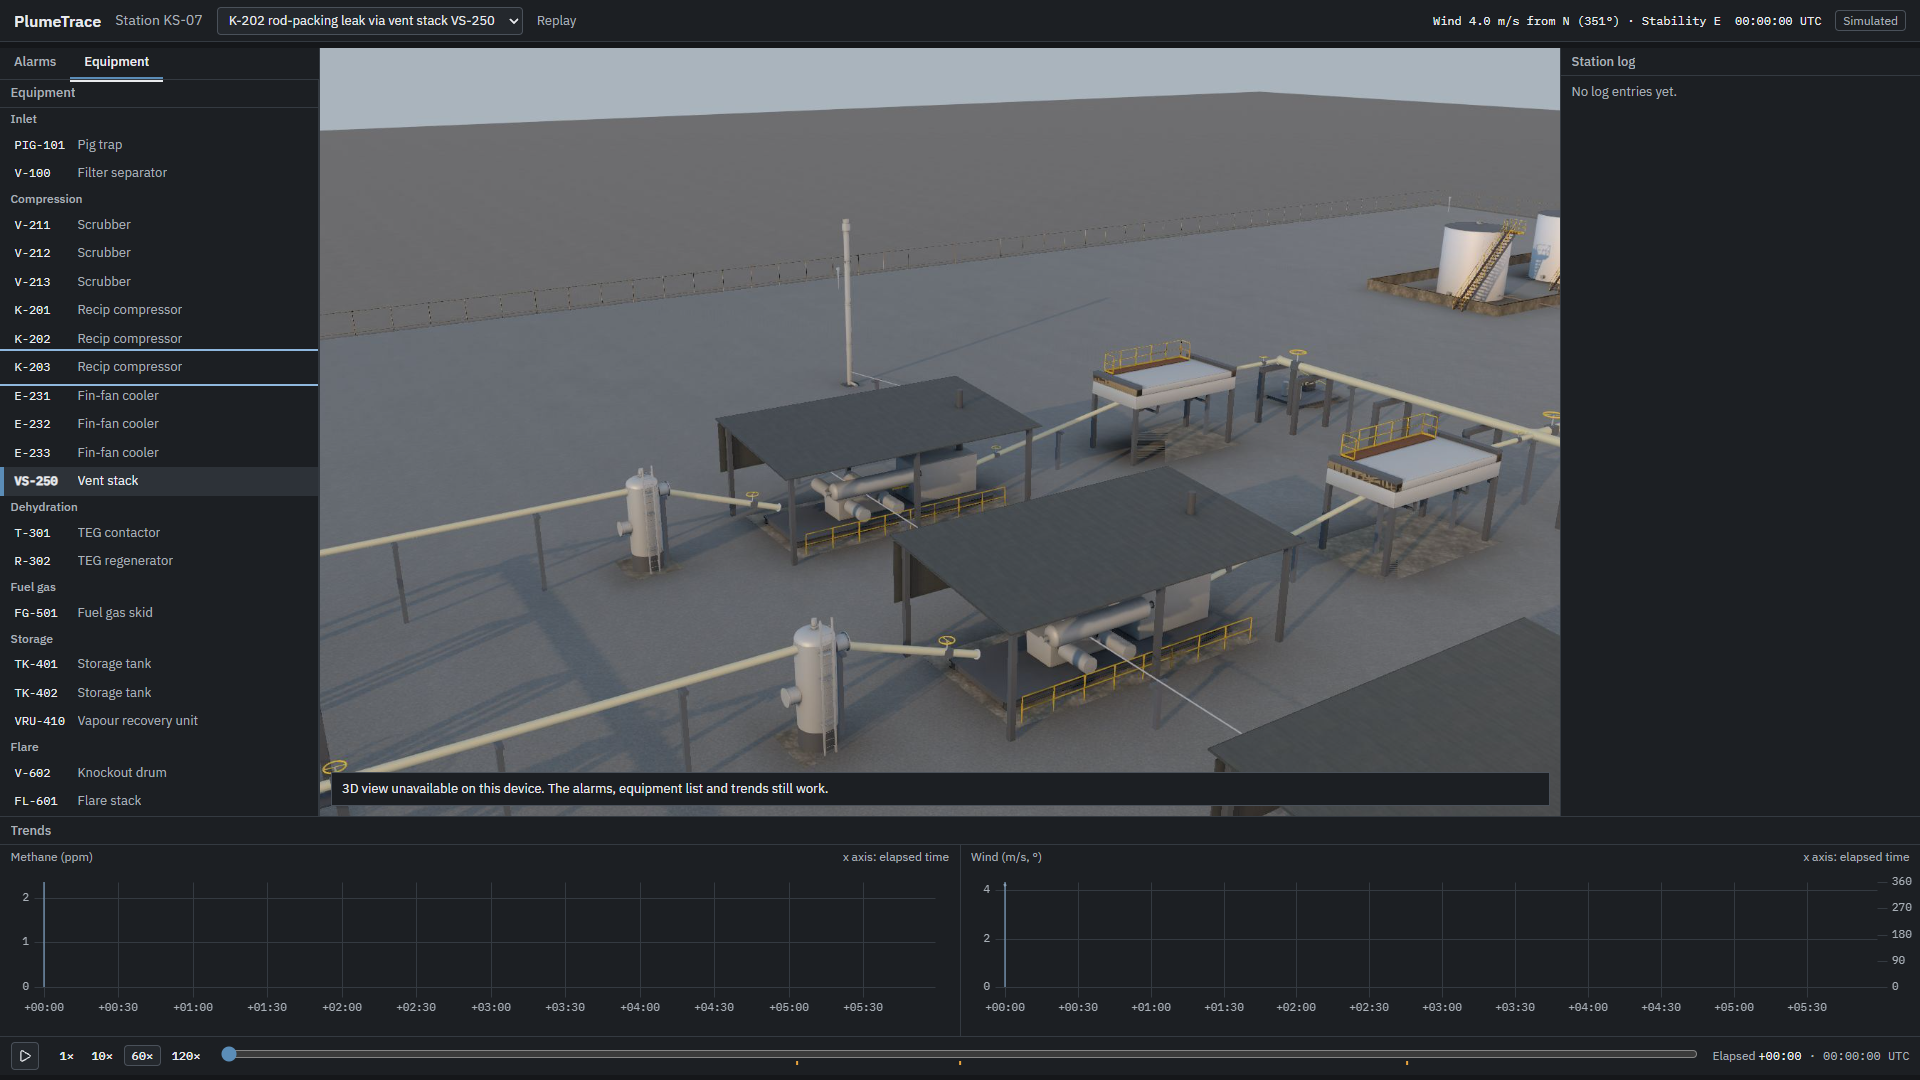 PlumeTrace Station KS-07 K-202 rod-packing leak via vent stack VS-250 Replay Wind 4.0 m/s from N (351°) · Stability E 00:00:00 UTC Simulated
Alarms Equipment
Equipment
Inlet
PIG-101 Pig trap
V-100 Filter separator
Compression
V-211 Scrubber
V-212 Scrubber
V-213 Scrubber
K-201 Recip compressor
K-202 Recip compressor
K-203 Recip compressor
E-231 Fin-fan cooler
E-232 Fin-fan cooler
E-233 Fin-fan cooler
VS-250 Vent stack
Dehydration
T-301 TEG contactor
R-302 TEG regenerator
Fuel gas
FG-501 Fuel gas skid
Storage
TK-401 Storage tank
TK-402 Storage tank
VRU-410 Vapour recovery unit
Flare
V-602 Knockout drum
FL-601 Flare stack
3D view unavailable on this device. The alarms, equipment list and trends still work.
Station log
No log entries yet.
Trends
Methane (ppm) x axis: elapsed time
2
1
0
+00:00 +00:30 +01:00 +01:30 +02:00 +02:30 +03:00 +03:30 +04:00 +04:30 +05:00 +05:30
Wind (m/s, °) x axis: elapsed time
4 360
270
2 180
90
0 0
+00:00 +00:30 +01:00 +01:30 +02:00 +02:30 +03:00 +03:30 +04:00 +04:30 +05:00 +05:30
1× 10× 60× 120× Elapsed +00:00 · 00:00:00 UTC